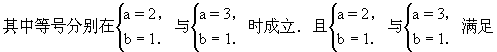 其中等号分别在{a=2, b=1. 与{a=3, b=1. 时成立．且{a=2, b=1. 与{a=3, b=1. 满足